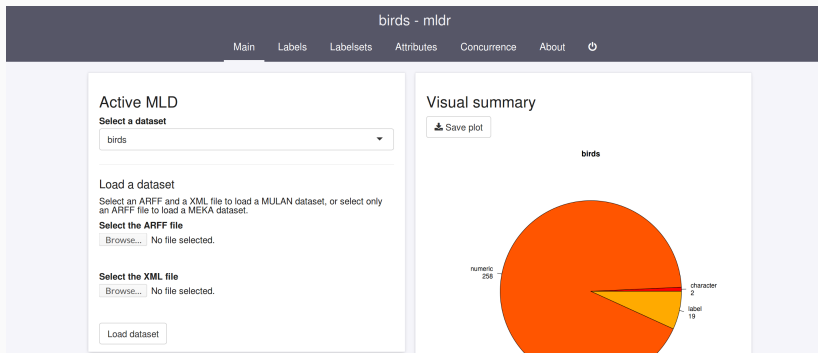 birds - mldr
Main Labels Labelsets Attributes Concurrence About
Active MLD
Select a dataset
birds
Load a dataset
Select an ARFF and a XML file to load a MULAN dataset, or select only
an ARFF file to load a MEKA dataset.
Select the ARFF file
Browse... No file selected.
Select the XML file
Browse... No file selected.
Load dataset
Visual summary
Save plot
birds
numeric
258
character
2
label
19